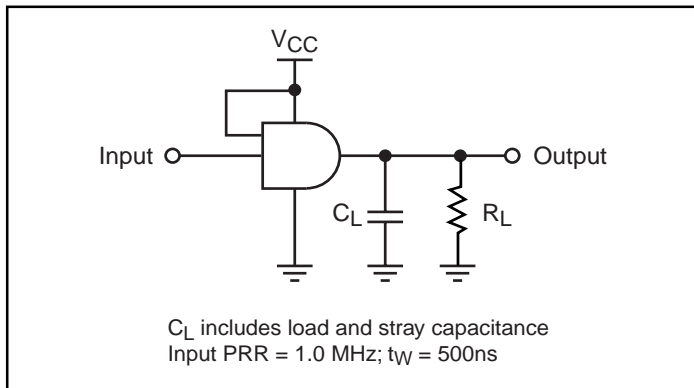 VCC
Input
Output
CL
RL
CL includes load and stray capacitance
Input PRR = 1.0 MHz; tW = 500ns